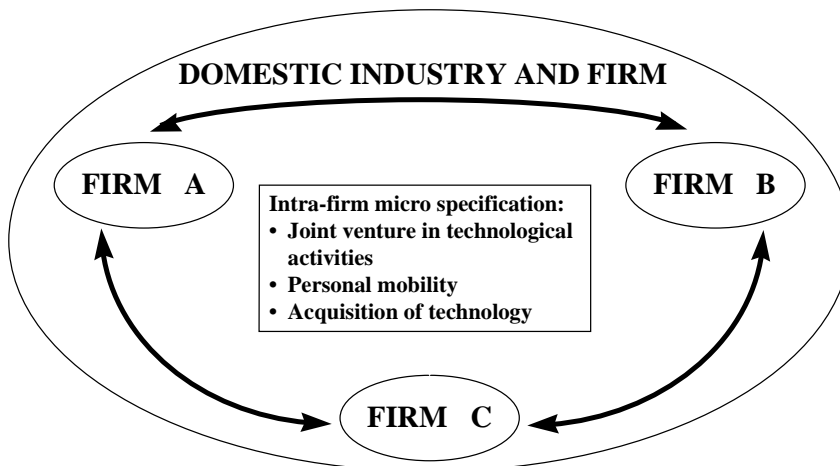 DOMESTIC INDUSTRY AND FIRM
FIRM A
FIRM B
Intra-firm micro specification:
• Joint venture in technological
activities
• Personal mobility
• Acquisition of technology
FIRM C